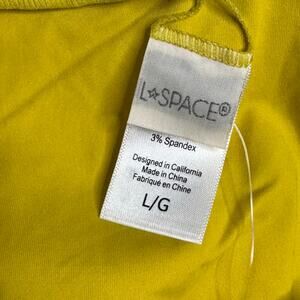 L☆SPACE®
3% Spandex
Designed in California
Made in China
Fabriqué en Chine
L/G